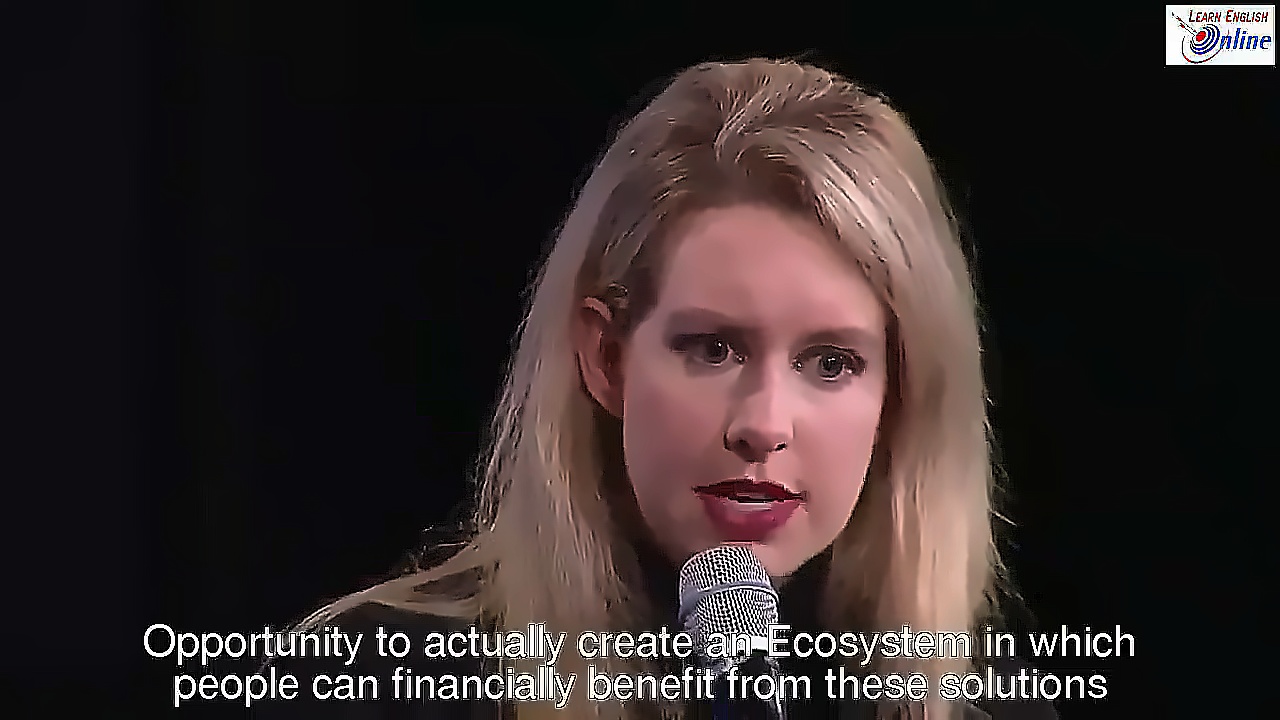 LEARN ENGLISH
Online
Opportunity to actually create an Ecosystem in which
people can financially benefit from these solutions